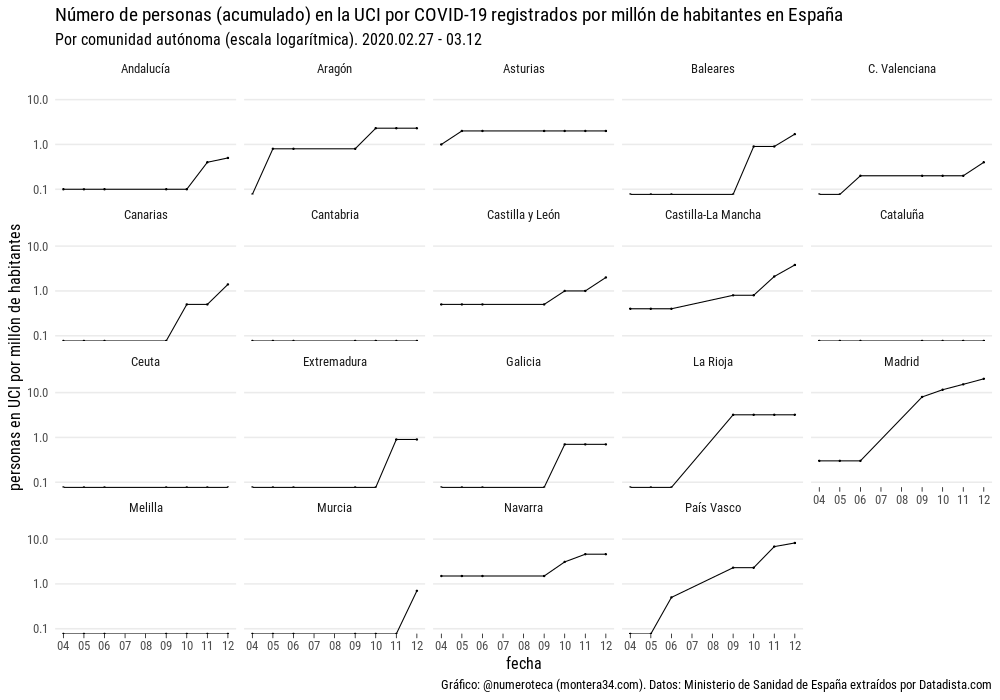 Número de personas (acumulado) en la UCI por COVID-19 registrados por millón de habitantes en España
Por comunidad autónoma (escala logarítmica). 2020.02.27 - 03.12
Andalucía Aragón Asturias Baleares C. Valenciana
10.0
1.0
0.1
Canarias Cantabria Castilla y León Castilla-La Mancha Cataluña
10.0
1.0
0.1
Ceuta Extremadura Galicia La Rioja Madrid
10.0
1.0
0.1
04 05 06 07 08 09 10 11 12
Melilla Murcia Navarra País Vasco
10.0
1.0
0.1
04 05 06 07 08 09 10 11 12 04 05 06 07 08 09 10 11 12 04 05 06 07 08 09 10 11 12 04 05 06 07 08 09 10 11 12
personas en UCI por millón de habitantes
fecha
Gráfico: @numeroteca (montera34.com). Datos: Ministerio de Sanidad de España extraídos por Datadista.com